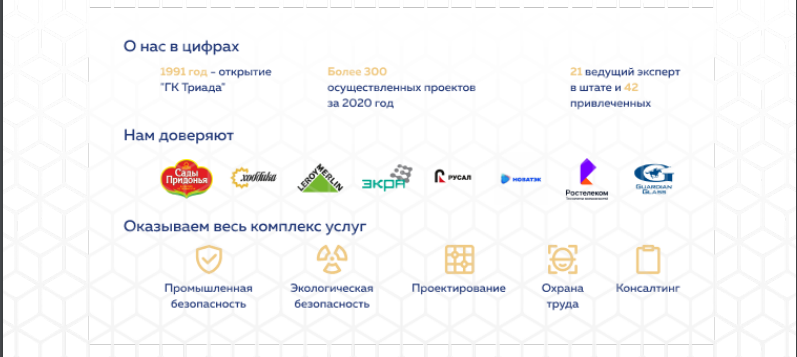 О нас в цифрах
1991 год - открытие
"ГК Триада"
Более 300
осуществленных проектов
за 2020 год
21 ведущий эксперт
в штате и 42
привлеченных
Нам доверяют
Сады
Придонья
хоббика
LEROY MERLIN
ЭКРА
РУСАЛ
НОВАТЭК
Ростелеком
GUARDIAN
GLASS
Оказываем весь комплекс услуг
Промышленная
безопасность
Экологическая
безопасность
Проектирование
Охрана
труда
Консалтинг